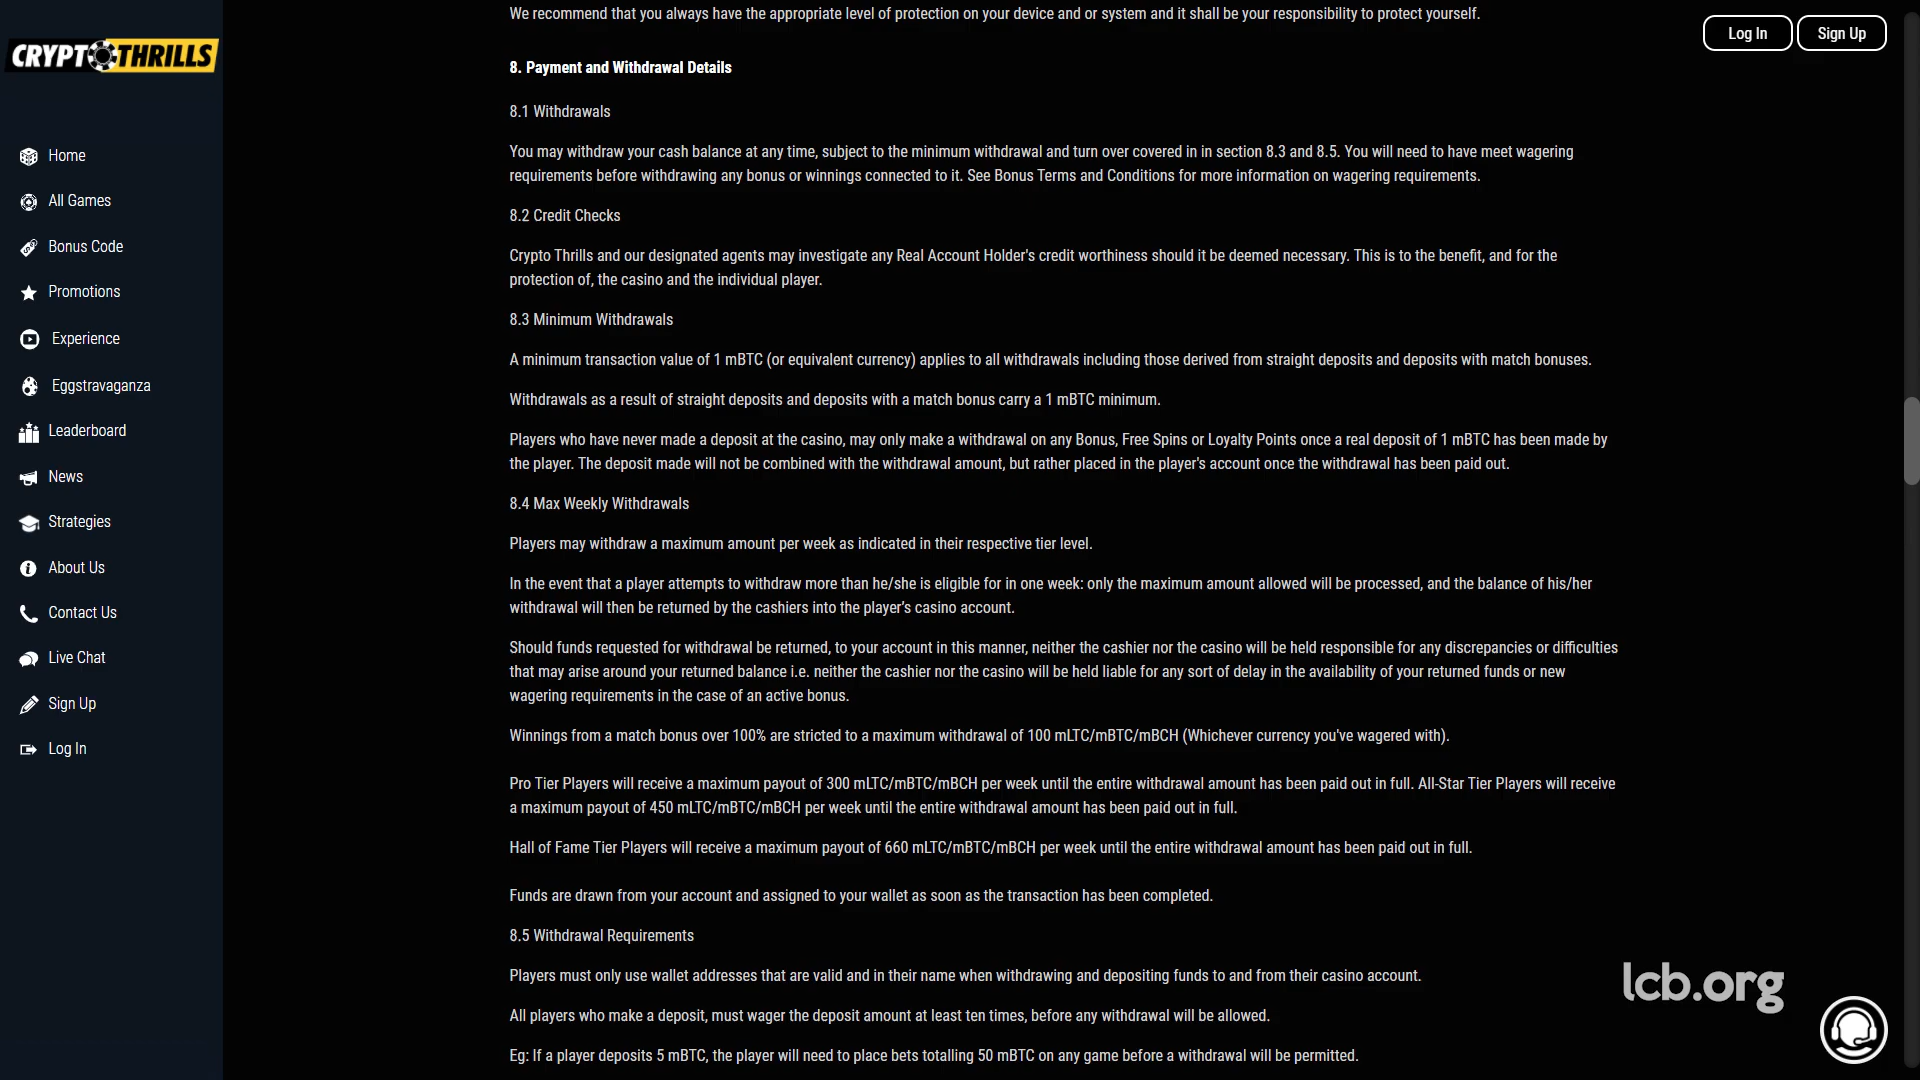 We recommend that you always have the appropriate level of protection on your device and or system and it shall be your responsibility to protect yourself.
Log In
Sign Up
CRYPTOTHRILLS
Home
All Games
Bonus Code
Promotions
Experience
Eggstravaganza
Leaderboard
News
Strategies
About Us
Contact Us
Live Chat
Sign Up
Log In
8. Payment and Withdrawal Details
8.1 Withdrawals
You may withdraw your cash balance at any time, subject to the minimum withdrawal and turn over covered in in section 8.3 and 8.5. You will need to have meet wagering
requirements before withdrawing any bonus or winnings connected to it. See Bonus Terms and Conditions for more information on wagering requirements.
8.2 Credit Checks
Crypto Thrills and our designated agents may investigate any Real Account Holder's credit worthiness should it be deemed necessary. This is to the benefit, and for the
protection of, the casino and the individual player.
8.3 Minimum Withdrawals
A minimum transaction value of 1 mBTC (or equivalent currency) applies to all withdrawals including those derived from straight deposits and deposits with match bonuses.
Withdrawals as a result of straight deposits and deposits with a match bonus carry a 1 mBTC minimum.
Players who have never made a deposit at the casino, may only make a withdrawal on any Bonus, Free Spins or Loyalty Points once a real deposit of 1 mBTC has been made by
the player. The deposit made will not be combined with the withdrawal amount, but rather placed in the player's account once the withdrawal has been paid out.
8.4 Max Weekly Withdrawals
Players may withdraw a maximum amount per week as indicated in their respective tier level.
In the event that a player attempts to withdraw more than he/she is eligible for in one week: only the maximum amount allowed will be processed, and the balance of his/her
withdrawal will then be returned by the cashiers into the player's casino account.
Should funds requested for withdrawal be returned, to your account in this manner, neither the cashier nor the casino will be held responsible for any discrepancies or difficulties
that may arise around your returned balance i.e. neither the cashier nor the casino will be held liable for any sort of delay in the availability of your returned funds or new
wagering requirements in the case of an active bonus.
Winnings from a match bonus over 100% are stricted to a maximum withdrawal of 100 mLTC/mBTC/mBCH (Whichever currency you've wagered with).
Pro Tier Players will receive a maximum payout of 300 mLTC/mBTC/mBCH per week until the entire withdrawal amount has been paid out in full. All-Star Tier Players will receive
a maximum payout of 450 mLTC/mBTC/mBCH per week until the entire withdrawal amount has been paid out in full.
Hall of Fame Tier Players will receive a maximum payout of 660 mLTC/mBTC/mBCH per week until the entire withdrawal amount has been paid out in full.
Funds are drawn from your account and assigned to your wallet as soon as the transaction has been completed.
8.5 Withdrawal Requirements
Players must only use wallet addresses that are valid and in their name when withdrawing and depositing funds to and from their casino account.
All players who make a deposit, must wager the deposit amount at least ten times, before any withdrawal will be allowed.
Eg: If a player deposits 5 mBTC, the player will need to place bets totalling 50 mBTC on any game before a withdrawal will be permitted.
lcb.org